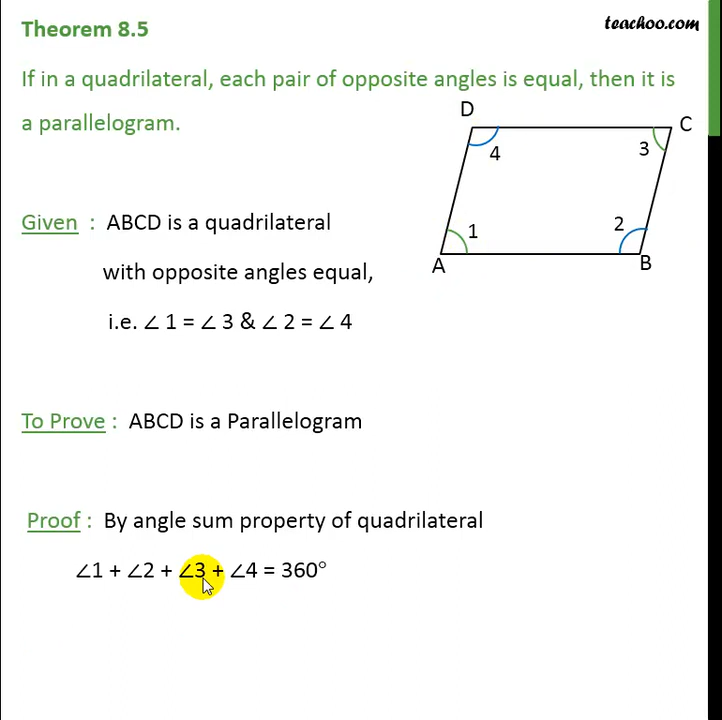 Theorem 8.5
teachoo.com
If in a quadrilateral, each pair of opposite angles is equal, then it is
a parallelogram.
D
C
4
3
Given : ABCD is a quadrilateral
1
2
A
B
with opposite angles equal,
i.e. ∠ 1 = ∠ 3 & ∠ 2 = ∠ 4
To Prove : ABCD is a Parallelogram
Proof : By angle sum property of quadrilateral
∠1 + ∠2 + ∠3 + ∠4 = 360°